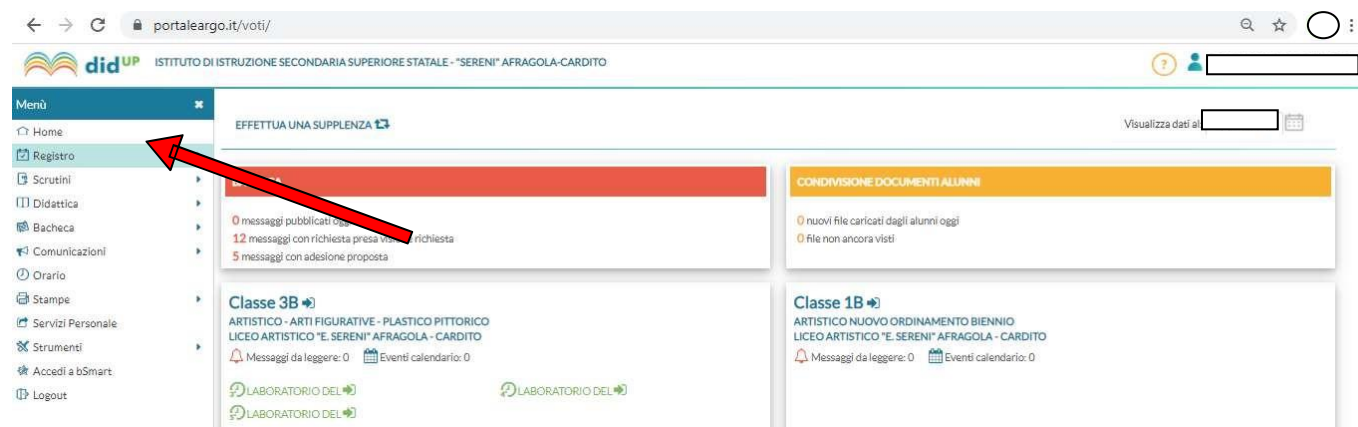 portaleargo.it/voti/
didUP ISTITUTO DI ISTRUZIONE SECONDARIA SUPERIORE STATALE - "SERENI" AFRAGOLA-CARDITO
?
Menù
Home
Registro
Scrutini
Didattica
Bacheca
Comunicazioni
Orario
Stampe
Servizi Personale
Strumenti
Accedi a bSmart
Logout
EFFETTUA UNA SUPPLENZA
Visualizza dati al
0 messaggi pubblicati
12 messaggi con richiesta presa richiesta
5 messaggi con adesione proposta
CONDIVISIONE DOCUMENTI ALUNNI
0 nuovi file caricati dagli alunni oggi
0 file non ancora visti
Classe 3B
ARTISTICO - ARTI FIGURATIVE - PLASTICO PITTORICO
LICEO ARTISTICO "E. SERENI" AFRAGOLA - CARDITO
Messaggi da leggere: 0 Eventi calendario: 0
LABORATORIO DEL LABORATORIO DEL
LABORATORIO DEL
Classe 1B
ARTISTICO NUOVO ORDINAMENTO BIENNIO
LICEO ARTISTICO "E. SERENI" AFRAGOLA - CARDITO
Messaggi da leggere: 0 Eventi calendario: 0